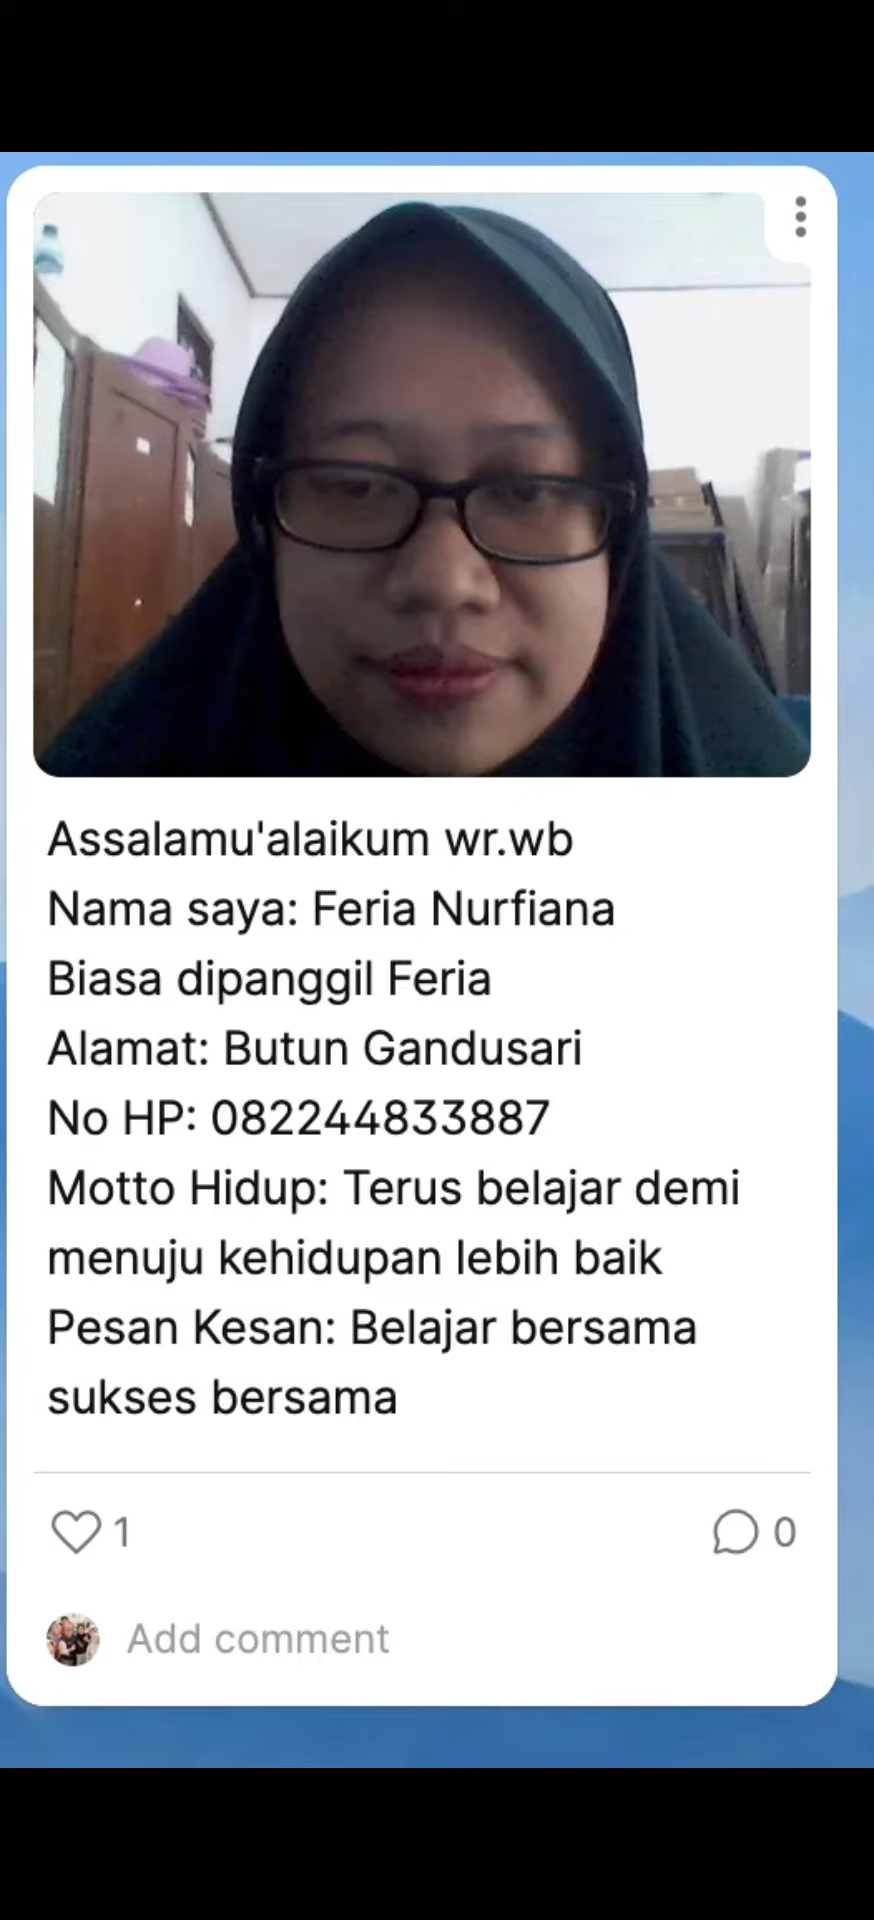 Assalamu'alaikum wr.wb
Nama saya: Feria Nurfiana
Biasa dipanggil Feria
Alamat: Butun Gandusari
No HP: 082244833887
Motto Hidup: Terus belajar demi
menuju kehidupan lebih baik
Pesan Kesan: Belajar bersama
sukses bersama
1
0
Add comment